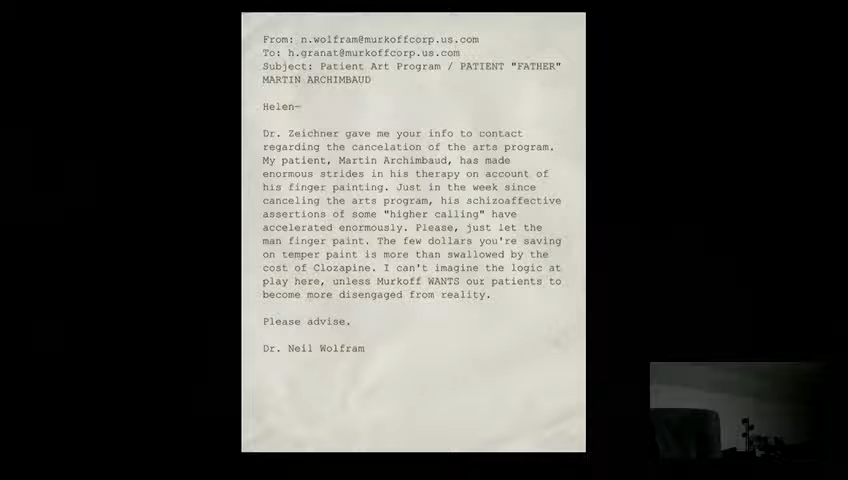 From: n.wolfram@murkoffcorp.us.com
To: h.granat@murkoffcorp.us.com
Subject: Patient Art Program / PATIENT "FATHER"
MARTIN ARCHIMBAUD
Helen—
Dr. Zeichner gave me your info to contact
regarding the cancelation of the arts program.
My patient, Martin Archimbaud, has made
enormous strides in his therapy on account of
his finger painting. Just in the week since
canceling the arts program, his schizoaffective
assertions of some "higher calling" have
accelerated enormously. Please, just let the
man finger paint. The few dollars you're saving
on temper paint is more than swallowed by the
cost of Clozapine. I can't imagine the logic at
play here, unless Murkoff WANTS our patients to
become more disengaged from reality.
Please advise.
Dr. Neil Wolfram